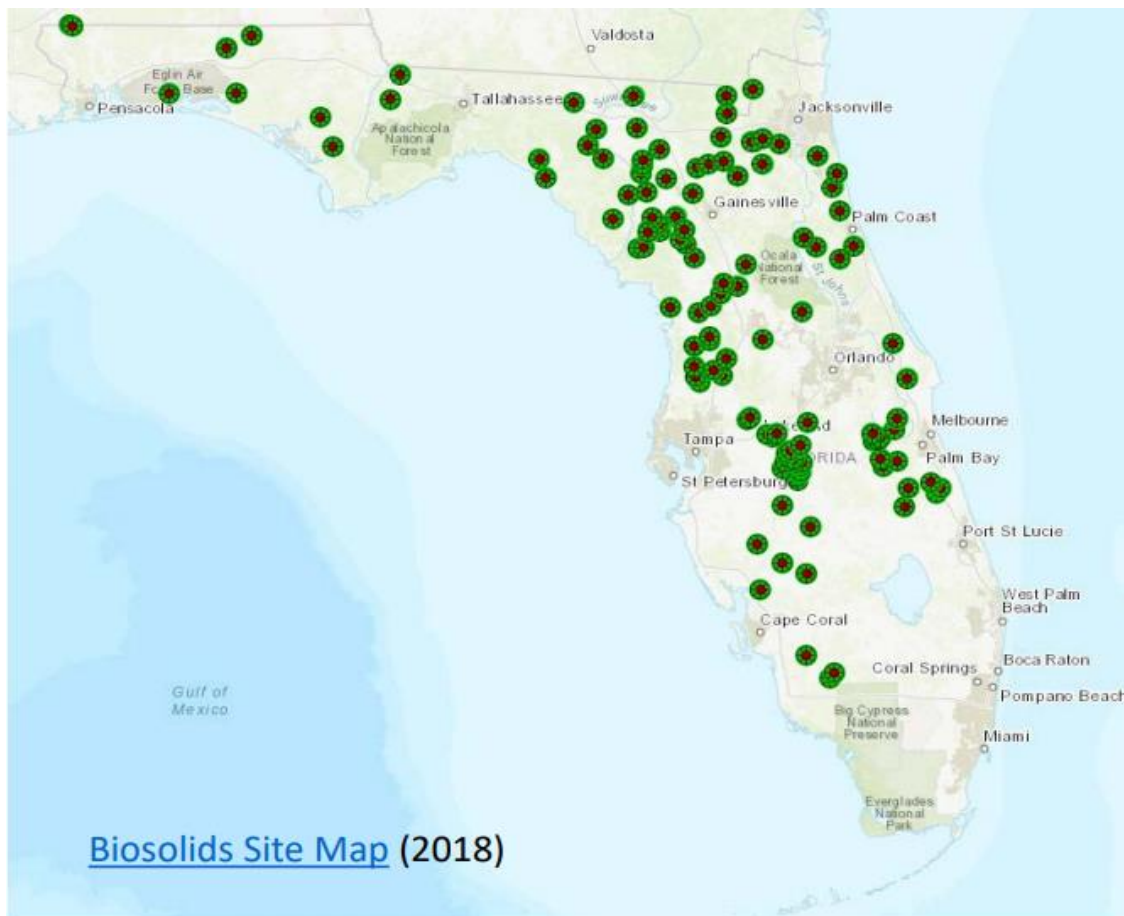 Valdosta
Eglin Air
Base
Pensacola
Tallahassee
Jacksonville
Apalachicola
National
Forest
Gainesville
Palm Coast
Ocala
National
Forest
St Johns
Orlando
Melbourne
Tampa
Palm Bay
St Petersburg
Port St Lucie
West Palm
Beach
Cape Coral
Boca Raton
Coral Springs
Pompano Beach
Gulf of
Mexico
Big Cypress
National
Preserve
Miami
Everglades
National
Park
Biosolids Site Map (2018)